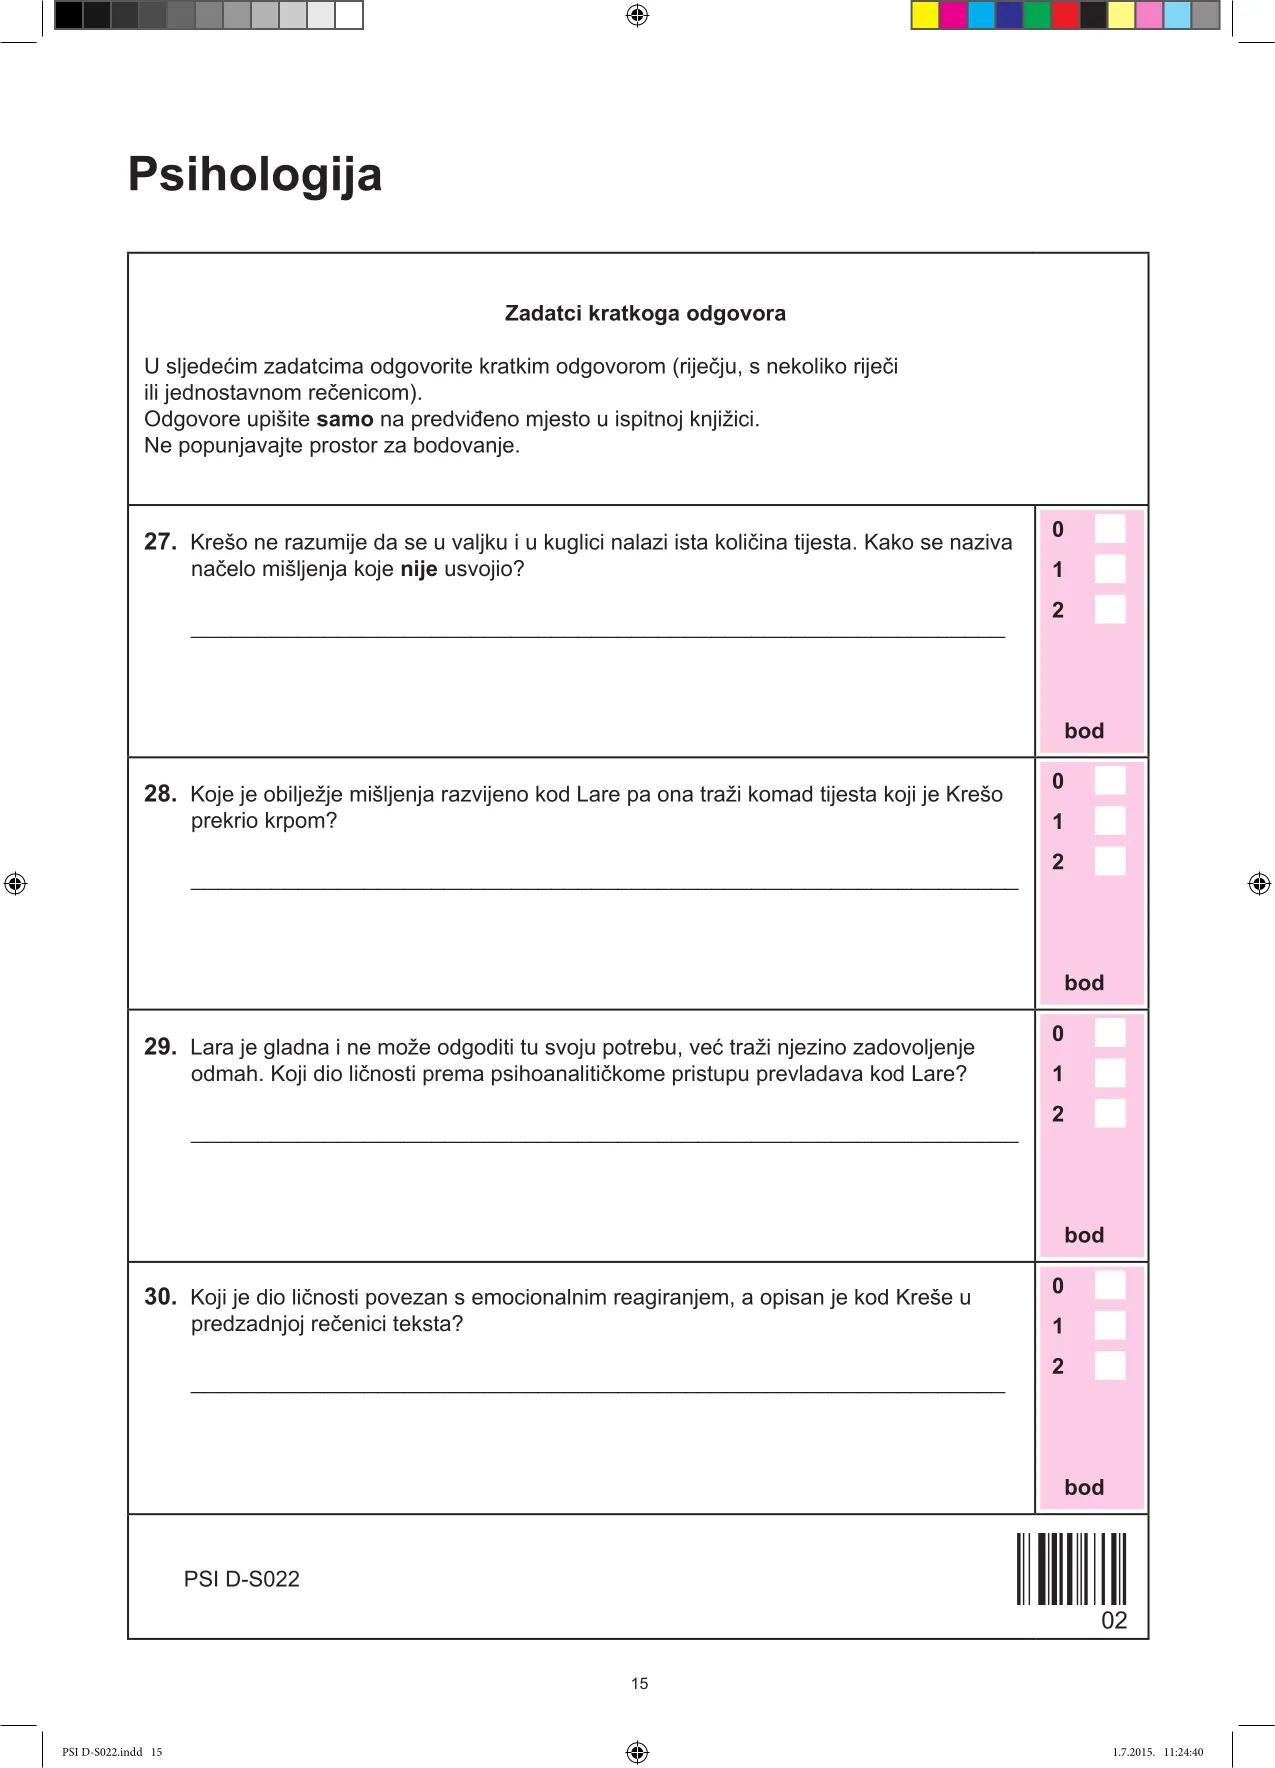 Psihologija
Zadatci kratkoga odgovora
U sljedećim zadatcima odgovorite kratkim odgovorom (riječju, s nekoliko riječi
ili jednostavnom rečenicom).
Odgovore upišite samo na predviđeno mjesto u ispitnoj knjižici.
Ne popunjavajte prostor za bodovanje.
27. Krešo ne razumije da se u valjku i u kuglici nalazi ista količina tijesta. Kako se naziva
načelo mišljenja koje nije usvojio?
0
1
2
bod
28. Koje je obilježje mišljenja razvijeno kod Lare pa ona traži komad tijesta koji je Krešo
prekrio krpom?
0
1
2
bod
29. Lara je gladna i ne može odgoditi tu svoju potrebu, već traži njezino zadovoljenje
odmah. Koji dio ličnosti prema psihoanalitičkome pristupu prevladava kod Lare?
0
1
2
bod
30. Koji je dio ličnosti povezan s emocionalnim reagiranjem, a opisan je kod Kreše u
predzadnjoj rečenici teksta?
0
1
2
bod
PSI D-S022
02
15
PSI D-S022.indd 15
1.7.2015. 11:24:40